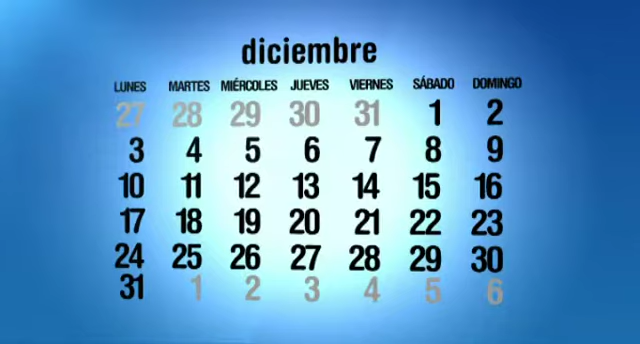 diciembre
LUNES MARTES MIÉRCOLES JUEVES VIERNES SÁBADO DOMINGO
27 28 29 30 31 1 2
3 4 5 6 7 8 9
10 11 12 13 14 15 16
17 18 19 20 21 22 23
24 25 26 27 28 29 30
31 1 2 3 4 5 6